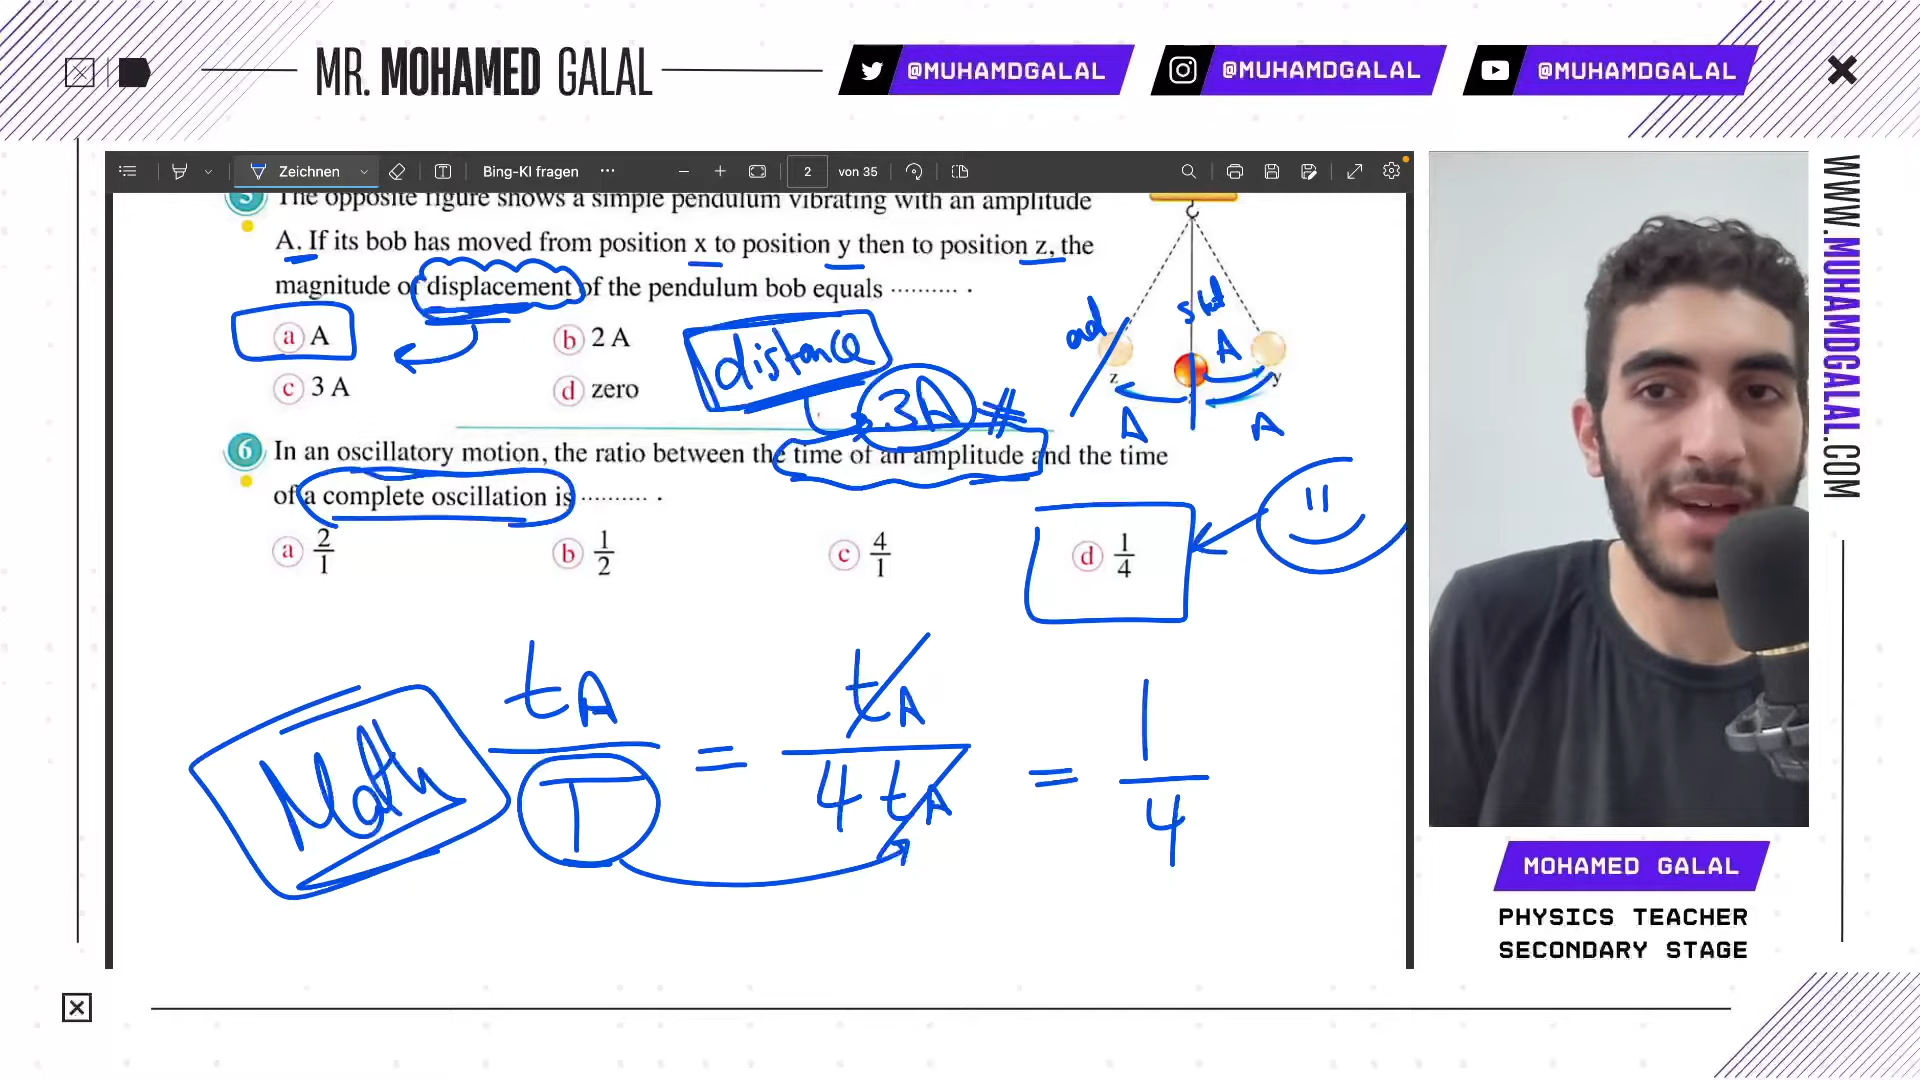 MR. MOHAMED GALAL
@MUHAMDGALAL
@MUHAMDGALAL
@MUHAMDGALAL
WWW.MUHAMDGALAL.COM
Zeichnen
Bing-KI fragen
2
von 35
5 The opposite figure shows a simple pendulum vibrating with an amplitude
A. If its bob has moved from position x to position y then to position z, the
magnitude of displacement of the pendulum bob equals .......... .
a A
b 2 A
c 3 A
d zero
distance
3A #
z
y
A
A
A
6 In an oscillatory motion, the ratio between the time of an amplitude and the time
of a complete oscillation is .......... .
a 2/1
b 1/2
c 4/1
d 1/4
Math
tA/T = tA/4tA = 1/4
MOHAMED GALAL
PHYSICS TEACHER
SECONDARY STAGE